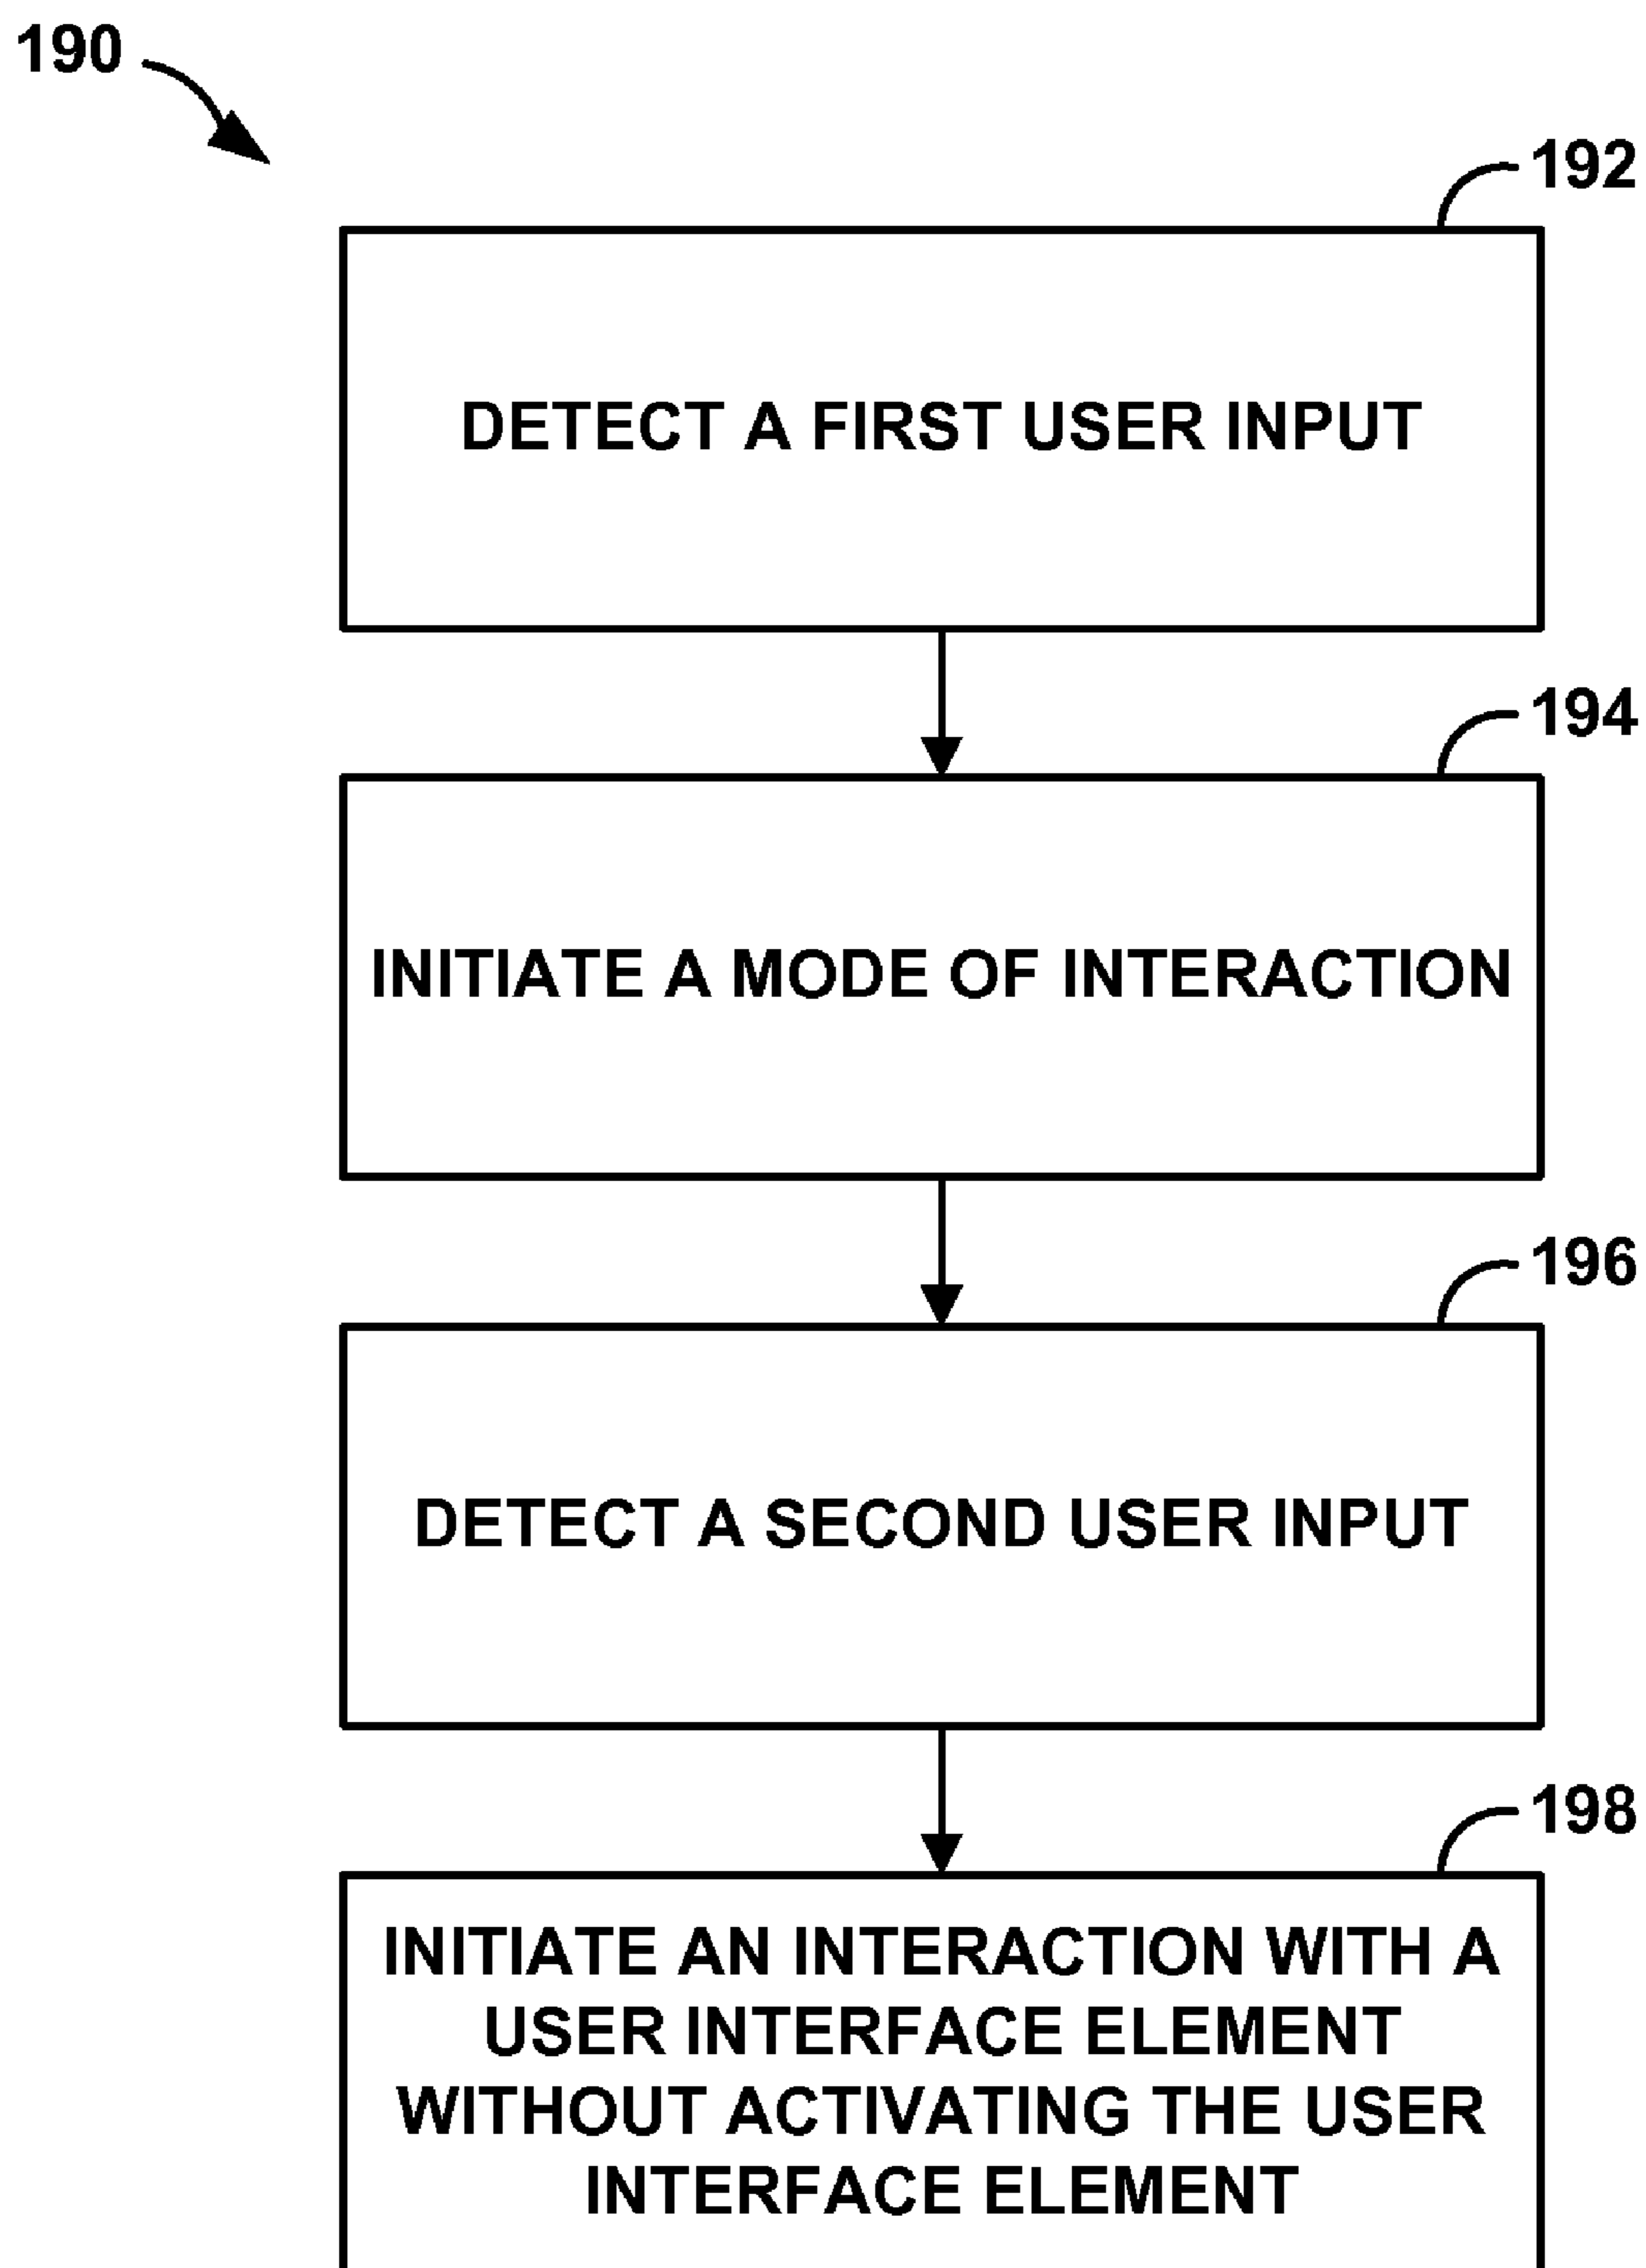 190
192
DETECT A FIRST USER INPUT
194
INITIATE A MODE OF INTERACTION
196
DETECT A SECOND USER INPUT
198
INITIATE AN INTERACTION WITH A
USER INTERFACE ELEMENT
WITHOUT ACTIVATING THE USER
INTERFACE ELEMENT